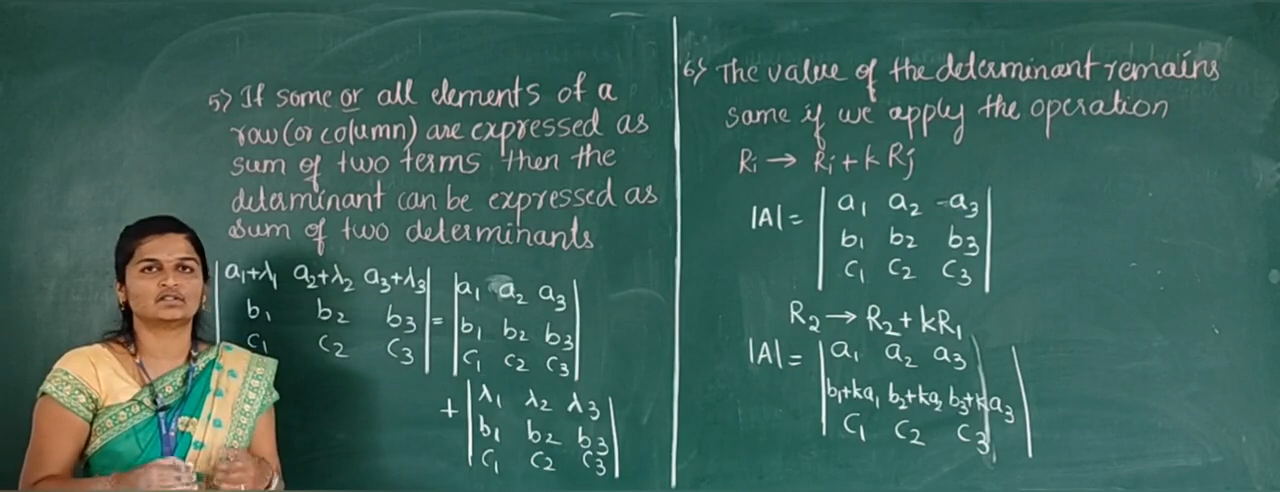 5) If some or all elements of a
row (or column) are expressed as
sum of two terms then the
determinant can be expressed as
sum of two determinants
| a₁+λ₁ a₂+λ₂ a₃+λ₃ |
| b₁ b₂ b₃ |
| c₁ c₂ c₃ |
= | a₁ a₂ a₃ |
| b₁ b₂ b₃ |
| c₁ c₂ c₃ |
+ | λ₁ λ₂ λ₃ |
| b₁ b₂ b₃ |
| c₁ c₂ c₃ |
6) The value of the determinant remains
same if we apply the operation
Rᵢ → Rᵢ + k Rⱼ
|A| = | a₁ a₂ a₃ |
| b₁ b₂ b₃ |
| c₁ c₂ c₃ |
R₂ → R₂ + kR₁
|A| = | a₁ a₂ a₃ |
| b₁+ka₁ b₂+ka₂ b₃+ka₃ |
| c₁ c₂ c₃ |